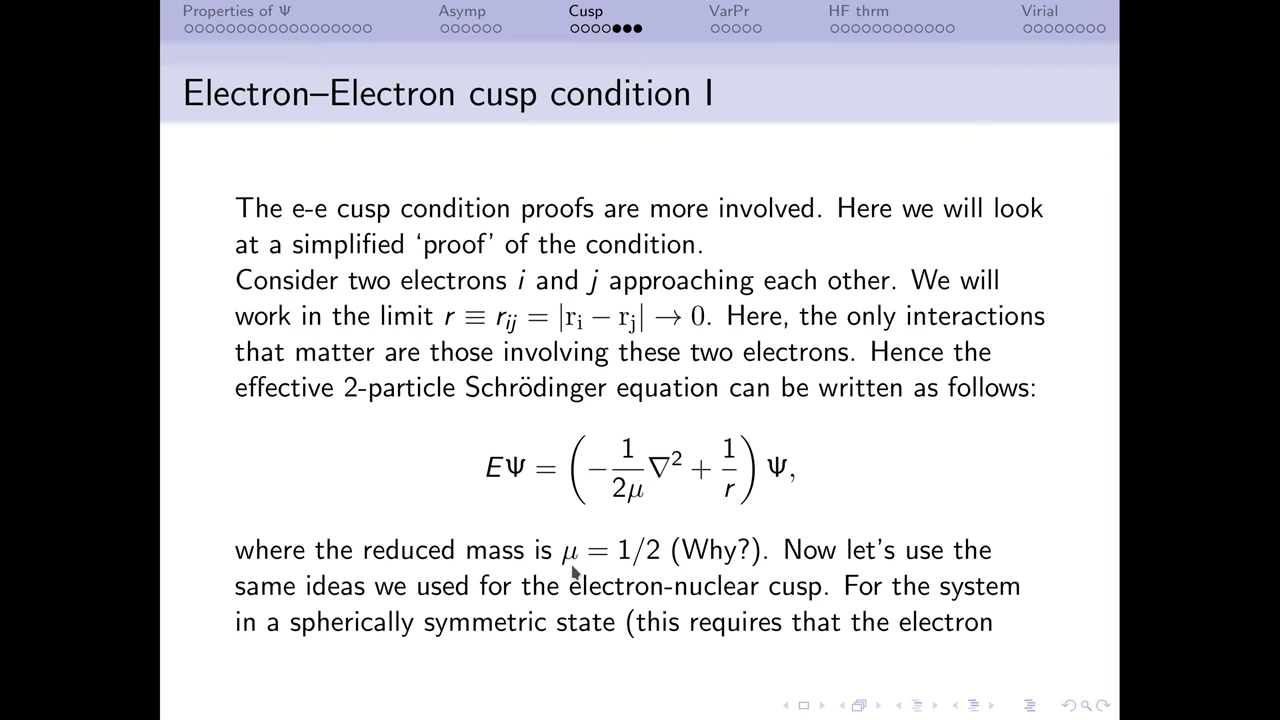 Properties of Ψ Asymp Cusp VarPr HF thrm Virial
Electron–Electron cusp condition I
The e-e cusp condition proofs are more involved. Here we will look
at a simplified ‘proof’ of the condition.
Consider two electrons i and j approaching each other. We will
work in the limit r ≡ r_ij = |r_i − r_j| → 0. Here, the only interactions
that matter are those involving these two electrons. Hence the
effective 2-particle Schrödinger equation can be written as follows:
EΨ = (−1/2μ ∇² + 1/r) Ψ,
where the reduced mass is μ = 1/2 (Why?). Now let’s use the
same ideas we used for the electron-nuclear cusp. For the system
in a spherically symmetric state (this requires that the electron